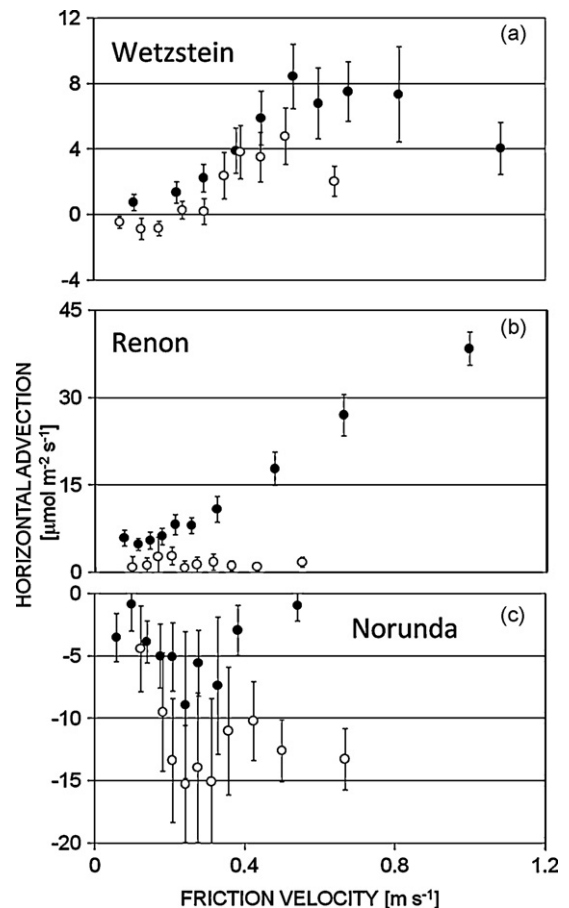 12
(a)
Wetzstein
8
4
0
-4
45
(b)
Renon
30
15
0
HORIZONTAL ADVECTION
[μmol m⁻² s⁻¹]
0
(c)
Norunda
-5
-10
-15
-20
0
0.4
0.8
1.2
FRICTION VELOCITY [m s⁻¹]